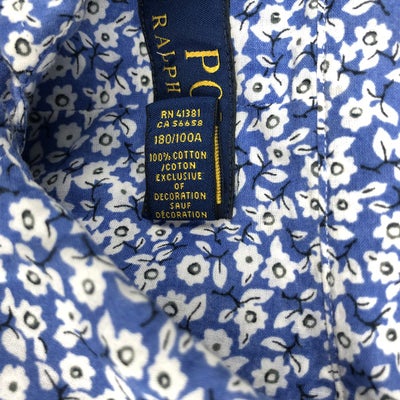 PO
RALPH
RN 41381
CA 56658
180/100A
100% COTTON
/COTON
EXCLUSIVE
OF
DECORATION
SAUF
DÉCORATION